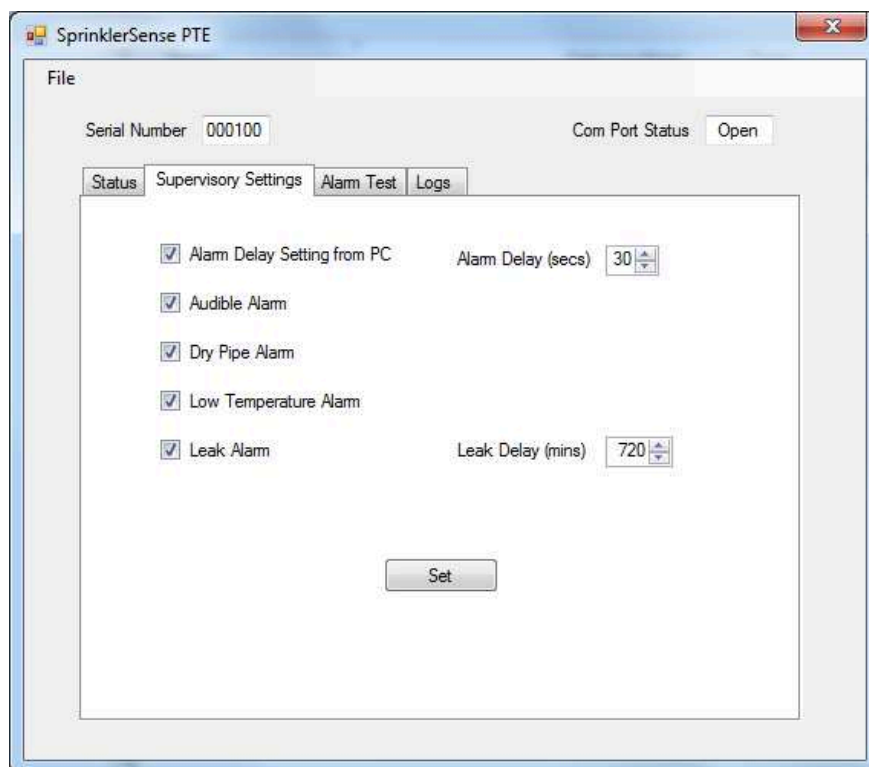 SprinklerSense PTE
File
Serial Number 000100 Com Port Status Open
Status Supervisory Settings Alarm Test Logs
Alarm Delay Setting from PC Alarm Delay (secs) 30
Audible Alarm
Dry Pipe Alarm
Low Temperature Alarm
Leak Alarm Leak Delay (mins) 720
Set